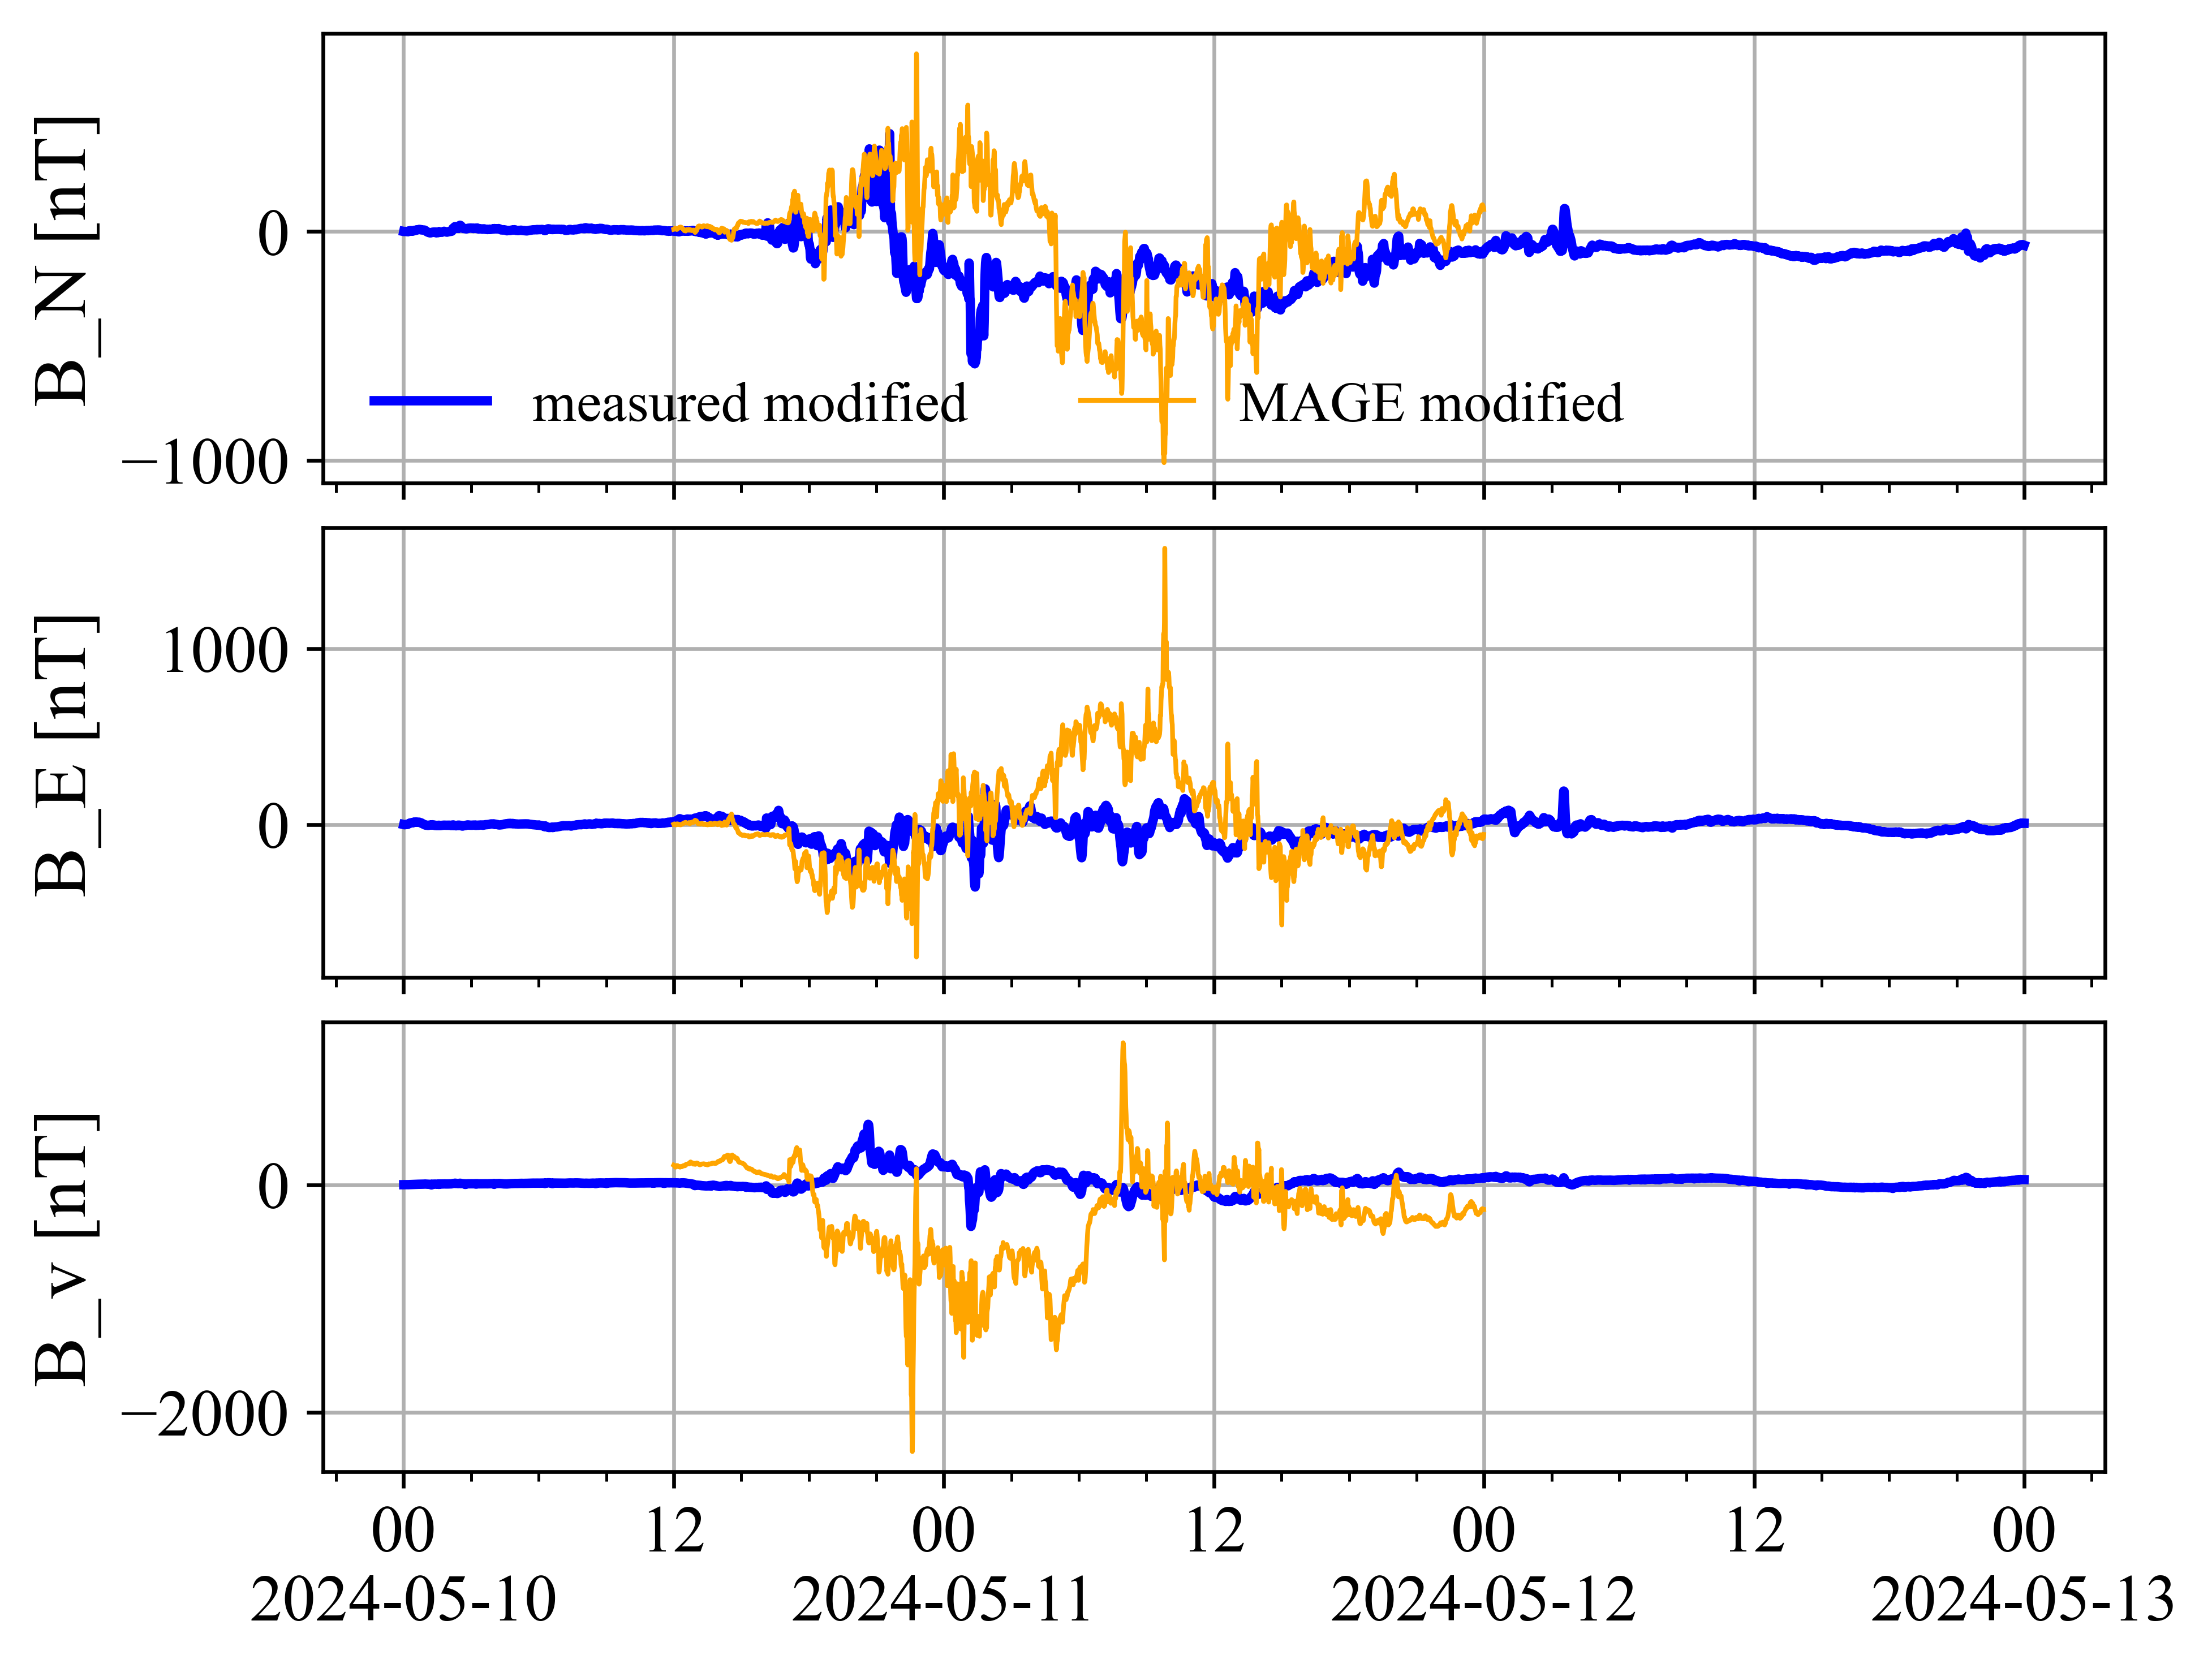 B_N [nT]
0
−1000
measured modified
MAGE modified
B_E [nT]
1000
0
B_v [nT]
0
−2000
00 12 00 12 00 12 00
2024-05-10 2024-05-11 2024-05-12 2024-05-13